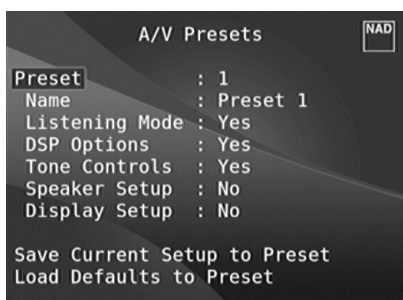 A/V Presets
NAD
Preset : 1
Name : Preset 1
Listening Mode : Yes
DSP Options : Yes
Tone Controls : Yes
Speaker Setup : No
Display Setup : No
Save Current Setup to Preset
Load Defaults to Preset